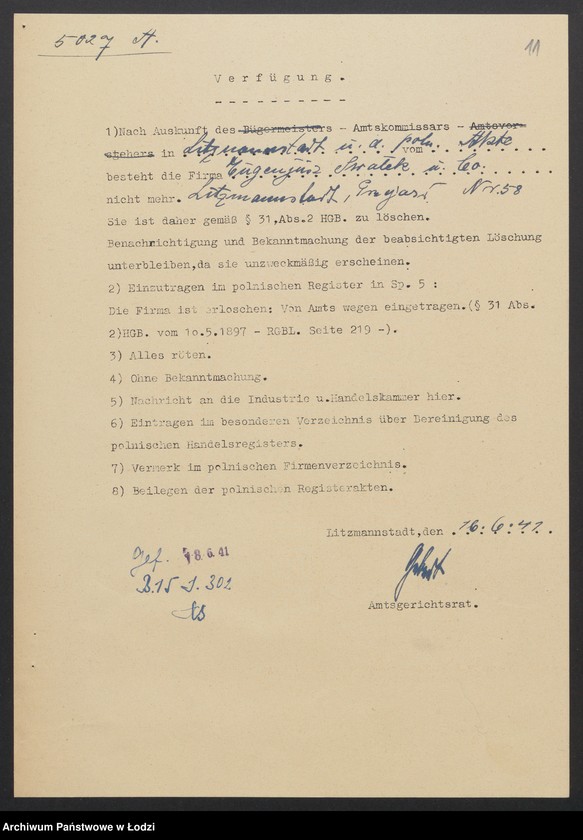 5027 A.
11
Verfügung.
----------
1)Nach Auskunft des Bügermeisters - Amtskommissars - Amtsvor-
stehers in Litzmannstadt u. d. poln. vom Akte
besteht die Firma Eugenjusz Swatek u. Co.
nicht mehr. Litzmannstadt, Nr. 58
Sie ist daher gemäß § 31,Abs.2 HGB. zu löschen.
Benachrichtigung und Bekanntmachung der beabsichtigten Löschung
unterbleiben,da sie unzweckmäßig erscheinen.
2) Einzutragen im polnischen Register in Sp. 5 :
Die Firma ist erloschen: Von Amts wegen eingetragen.(§ 31 Abs.
2)HGB. vom 1o.5.1897 - RGBL. Seite 219 -).
3) Alles röten.
4) Ohne Bekanntmachung.
5) Nachricht an die Industrie u.Handelskammer hier.
6) Eintragen im besonderen Verzeichnis über Bereinigung des
polnischen Handelsregisters.
7) Vermerk im polnischen Firmenverzeichnis.
8) Beilegen der polnischen Registerakten.
Litzmannstadt,den 16.6.41.
Gef. 18.6.41
B.15 J. 302
Amtsgerichtsrat.
Archiwum Państwowe w Łodzi